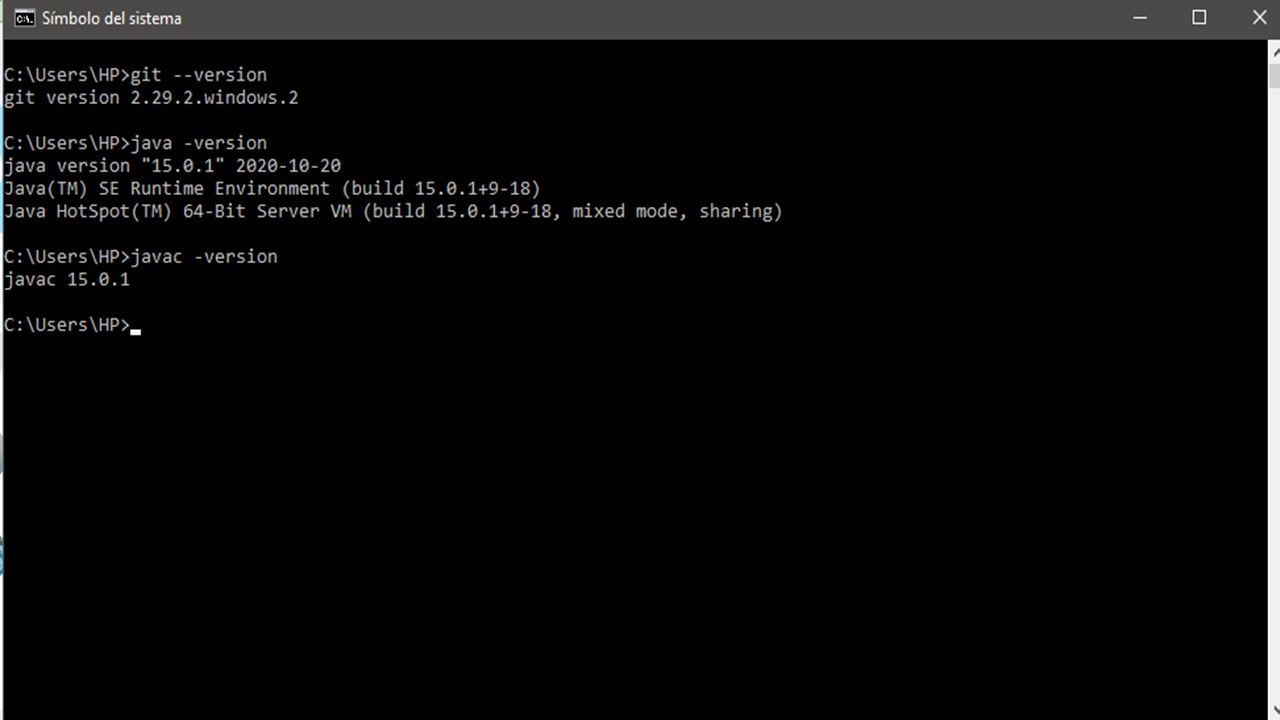 Símbolo del sistema
C:\Users\HP>git --version
git version 2.29.2.windows.2
C:\Users\HP>java -version
java version "15.0.1" 2020-10-20
Java(TM) SE Runtime Environment (build 15.0.1+9-18)
Java HotSpot(TM) 64-Bit Server VM (build 15.0.1+9-18, mixed mode, sharing)
C:\Users\HP>javac -version
javac 15.0.1
C:\Users\HP>